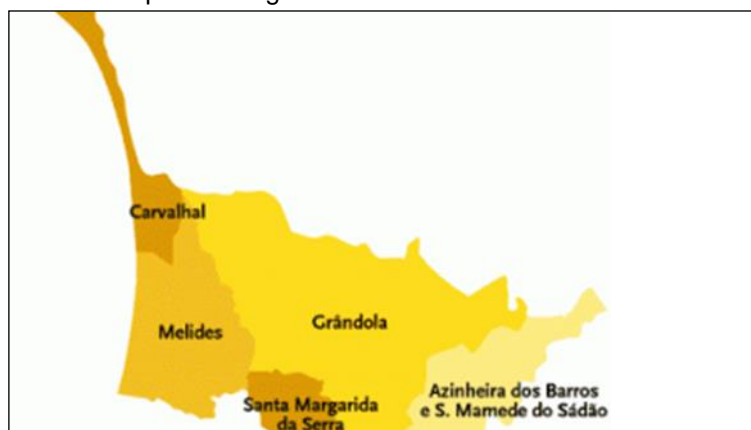 Carvalhal
Melides
Grândola
Azinheira dos Barros
e S. Mamede do Sádão
Santa Margarida
da Serra